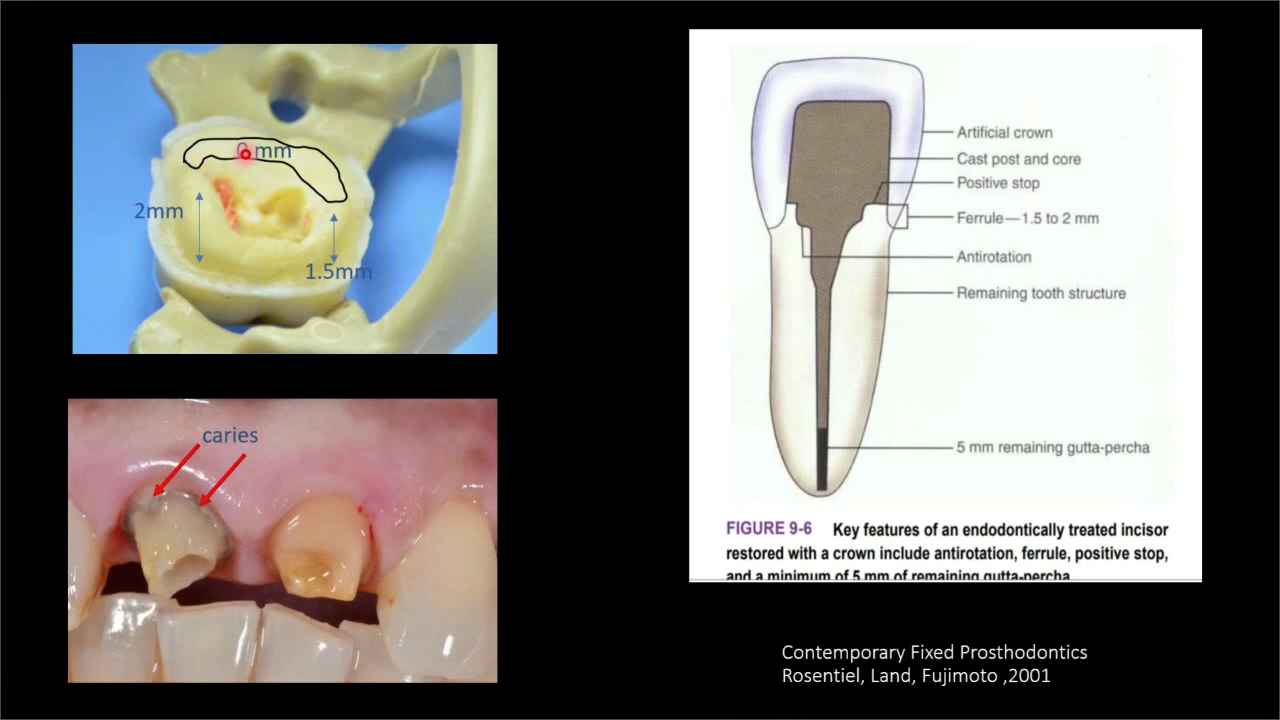 mm
2mm
1.5mm
caries
Artificial crown
Cast post and core
Positive stop
Ferrule—1.5 to 2 mm
Antirotation
Remaining tooth structure
5 mm remaining gutta-percha
FIGURE 9-6 Key features of an endodontically treated incisor
restored with a crown include antirotation, ferrule, positive stop,
and a minimum of 5 mm of remaining gutta-percha
Contemporary Fixed Prosthodontics
Rosentiel, Land, Fujimoto ,2001